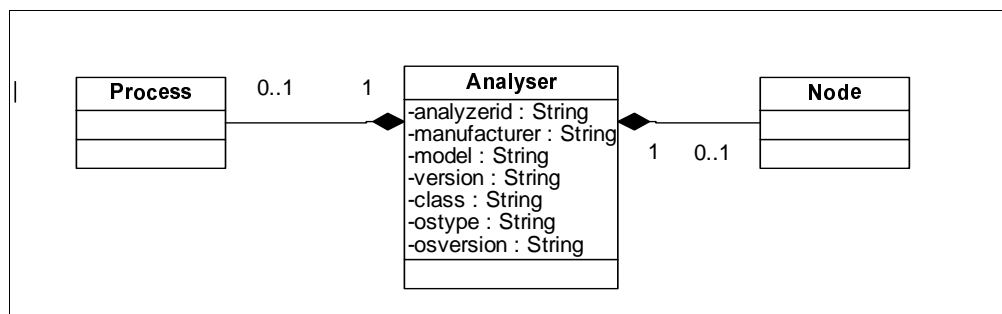 Process
0..1
1
Analyser
-analyzerid : String
-manufacturer : String
-model : String
-version : String
-class : String
-ostype : String
-osversion : String
1
0..1
Node